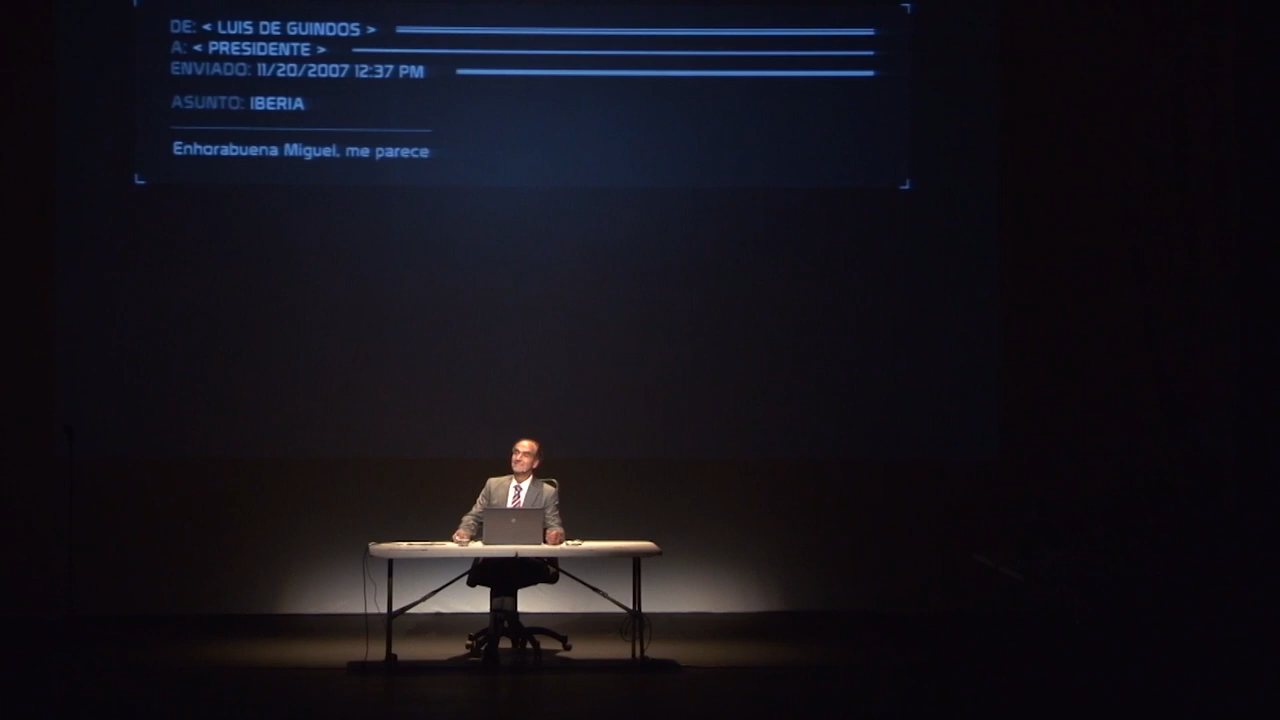 DE: < LUIS DE GUINDOS >
A: < PRESIDENTE >
ENVIADO: 11/20/2007 12:37 PM
ASUNTO: IBERIA
Enhorabuena Miguel, me parece